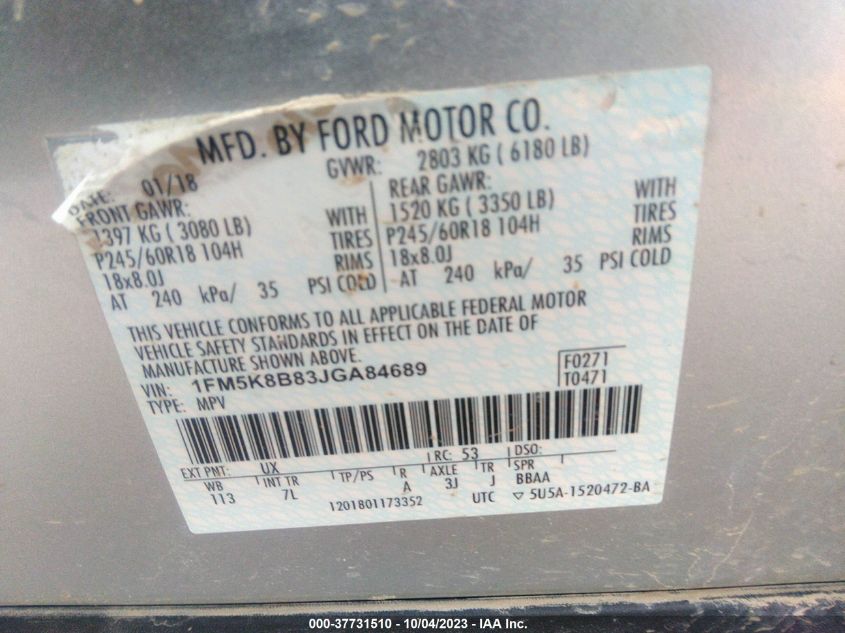 MFD. BY FORD MOTOR CO.
DATE: 01/18 GVWR: 2803 KG ( 6180 LB)
FRONT GAWR: REAR GAWR:
1397 KG ( 3080 LB) WITH 1520 KG ( 3350 LB) WITH
P245/60R18 104H TIRES P245/60R18 104H TIRES
18x8.0J RIMS 18x8.0J RIMS
AT 240 kPa/ 35 PSI COLD AT 240 kPa/ 35 PSI COLD
THIS VEHICLE CONFORMS TO ALL APPLICABLE FEDERAL MOTOR
VEHICLE SAFETY STANDARDS IN EFFECT ON THE DATE OF
MANUFACTURE SHOWN ABOVE.
VIN: 1FM5K8B83JGA84689 F0271
TYPE: MPV T0471
EXT PNT: UX RC: 53 DSO:
WB INT TR TP/PS R AXLE TR SPR
113 7L A 3J J BBAA
1201801173352 UTC ▽ 5U5A-1520472-BA
000-37731510 - 10/04/2023 - IAA Inc.